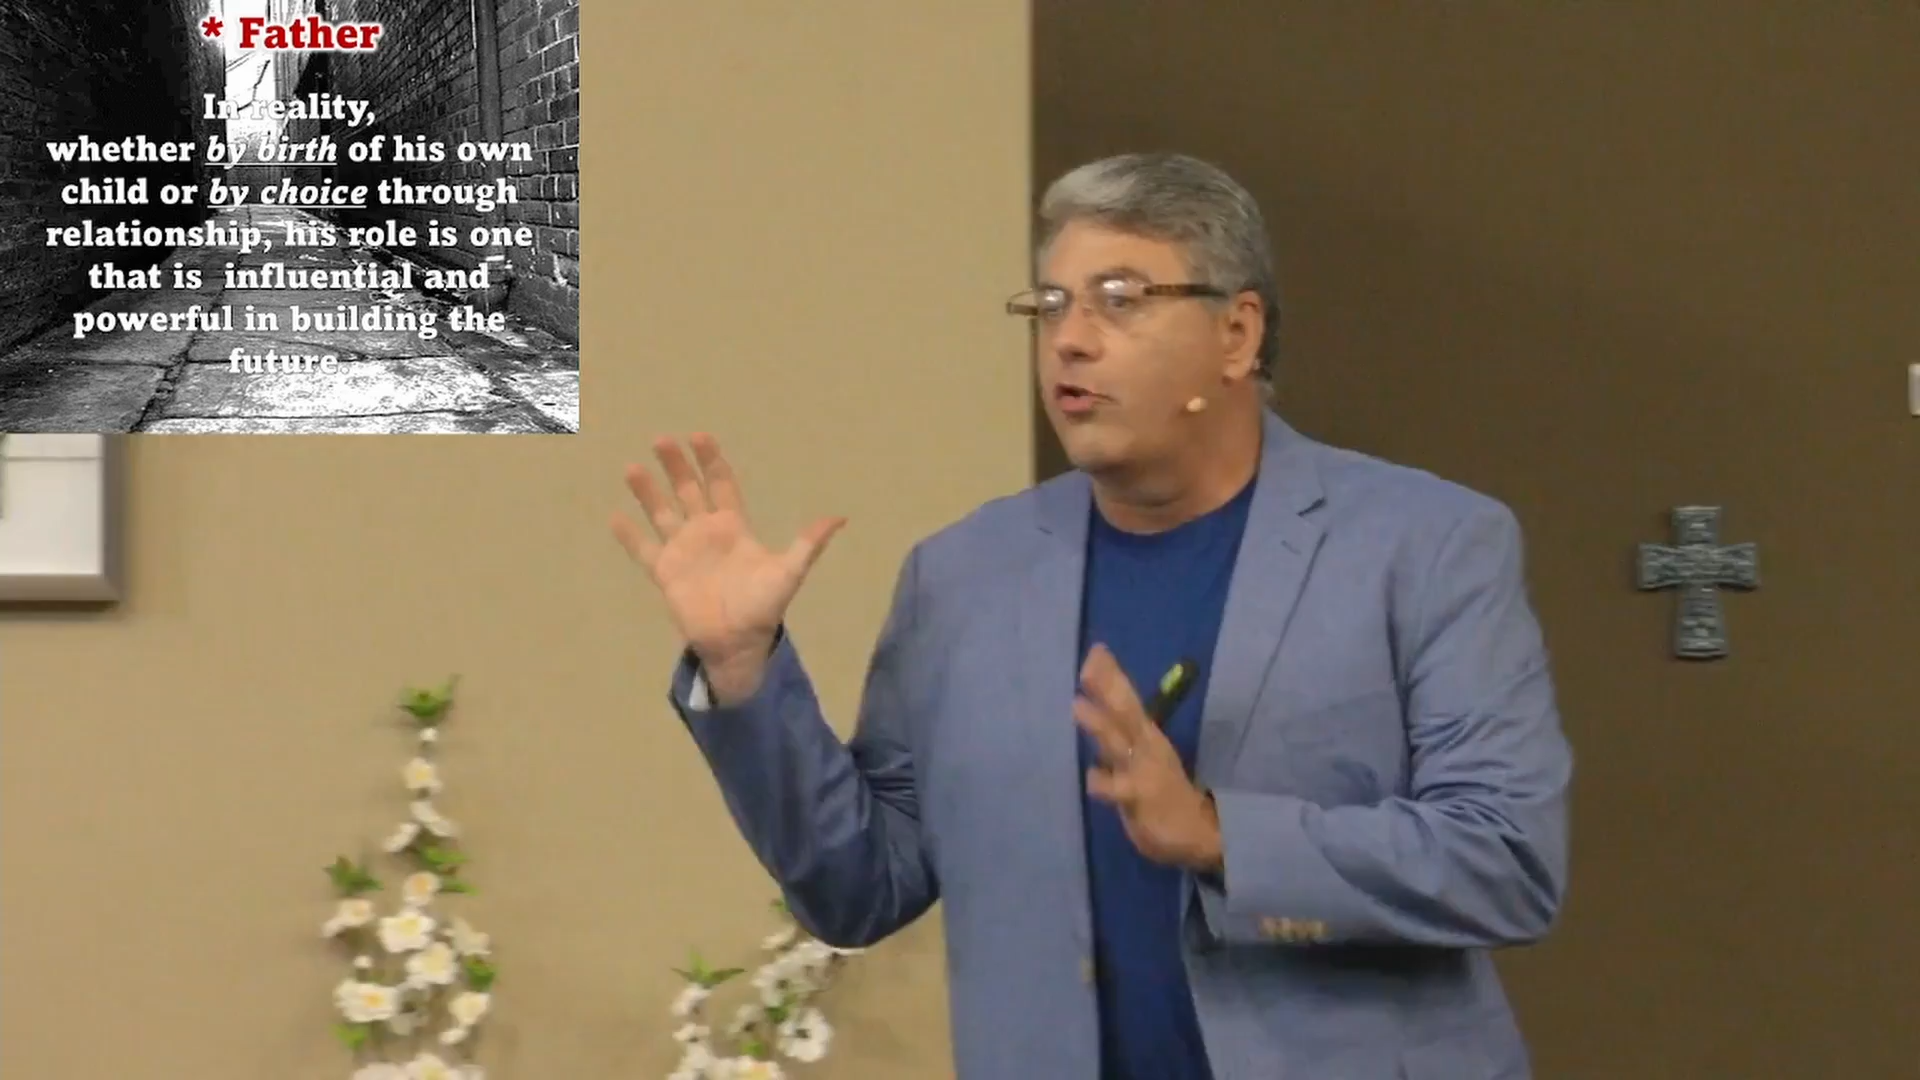 * Father
In reality,
whether by birth of his own
child or by choice through
relationship, his role is one
that is influential and
powerful in building the
future.